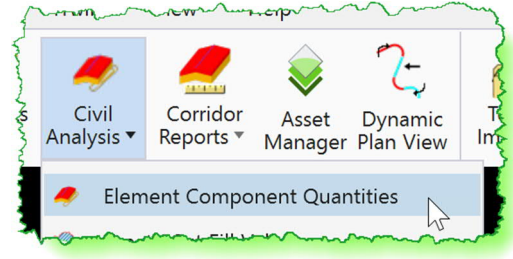 Civil
Analysis
Corridor
Reports
Asset
Manager
Dynamic
Plan View
Element Component Quantities